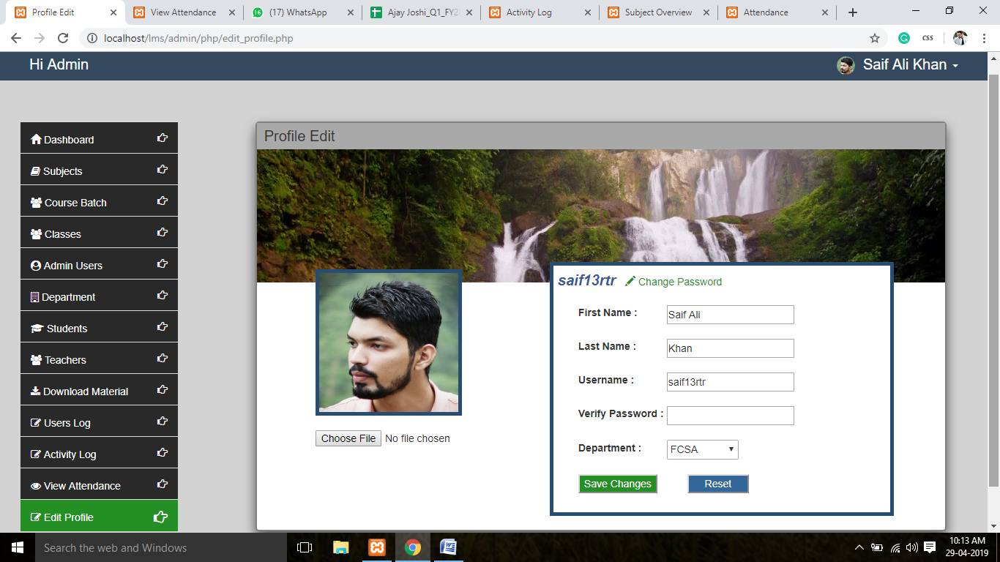 Profile Edit
View Attendance
16
(17) WhatsApp
Ajay Joshi_Q1_FY2
Activity Log
Subject Overview
Attendance
localhost/lms/admin/php/edit_profile.php
css
Hi Admin
Saif Ali Khan
Dashboard
Subjects
Course Batch
Classes
Admin Users
Department
Students
Teachers
Download Material
Users Log
Activity Log
View Attendance
Edit Profile
Profile Edit
saif13rtr Change Password
First Name : Saif Ali
Last Name : Khan
Username : saif13rtr
Verify Password :
Department : FCSA
Save Changes Reset
Choose File No file chosen
Search the web and Windows
10:13 AM
29-04-2019